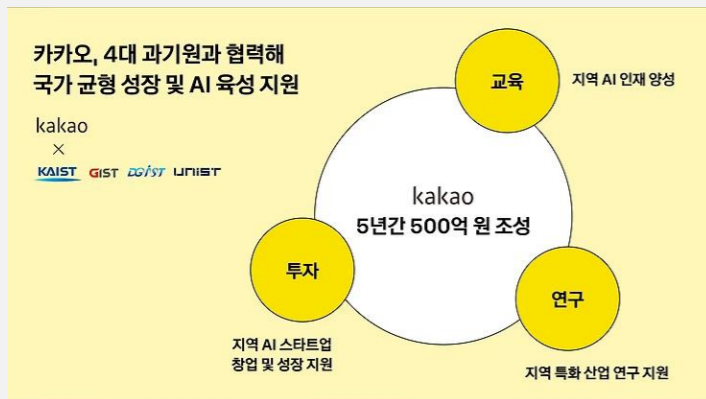 카카오, 4대 과기원과 협력해
국가 균형 성장 및 AI 육성 지원
kakao
×
KAIST GIST DGIST UNIST
교육
지역 AI 인재 양성
kakao
5년간 500억 원 조성
투자
지역 AI 스타트업
창업 및 성장 지원
연구
지역 특화 산업 연구 지원